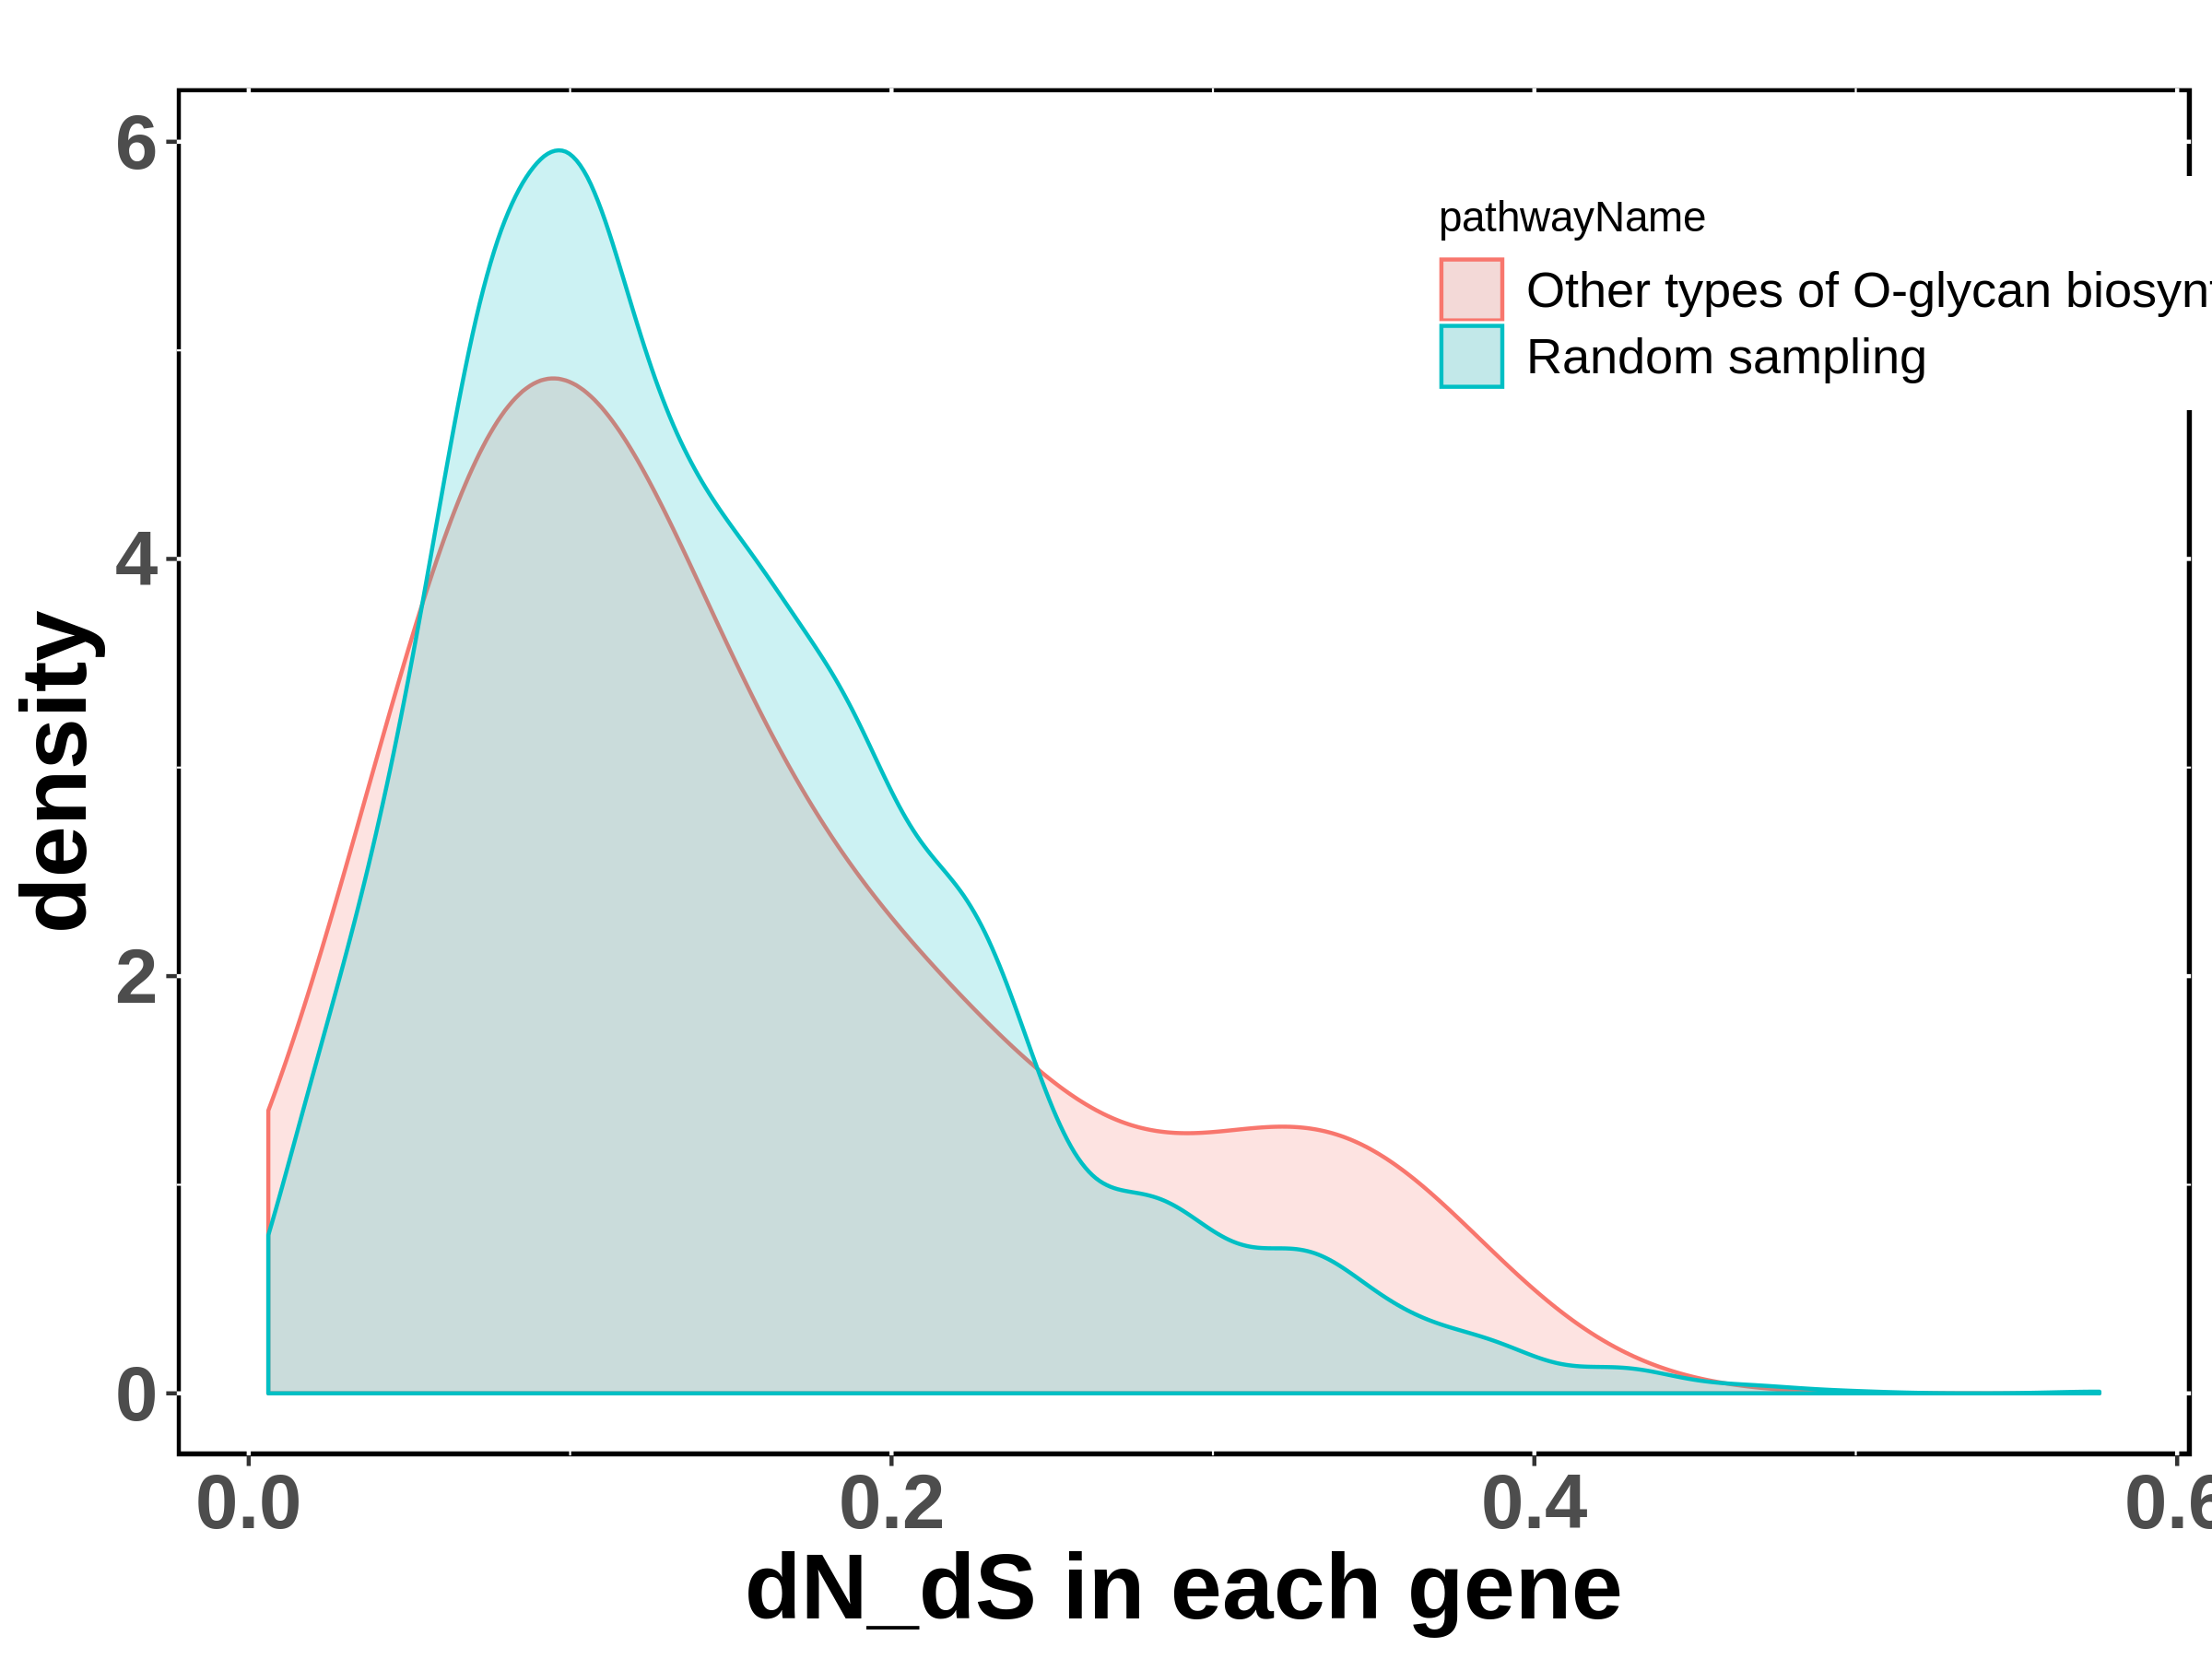 6
4
2
0
density
pathwayName
Other types of O-glycan
Random sampling
0.0
0.2
0.4
dN_dS in each gene